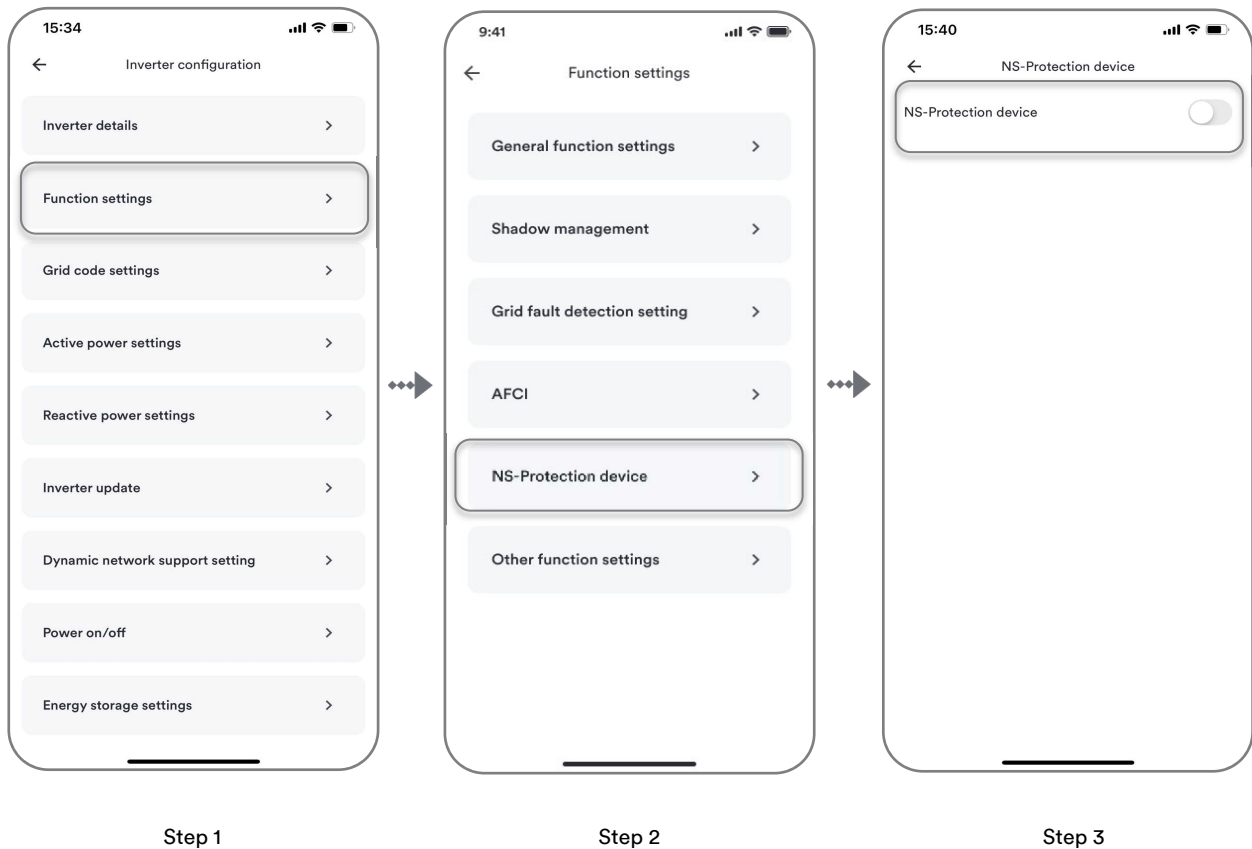 15:34
Inverter configuration
Inverter details
Function settings
Grid code settings
Active power settings
Reactive power settings
Inverter update
Dynamic network support setting
Power on/off
Energy storage settings
Step 1
9:41
Function settings
General function settings
Shadow management
Grid fault detection setting
AFCI
NS-Protection device
Other function settings
Step 2
15:40
NS-Protection device
NS-Protection device
Step 3